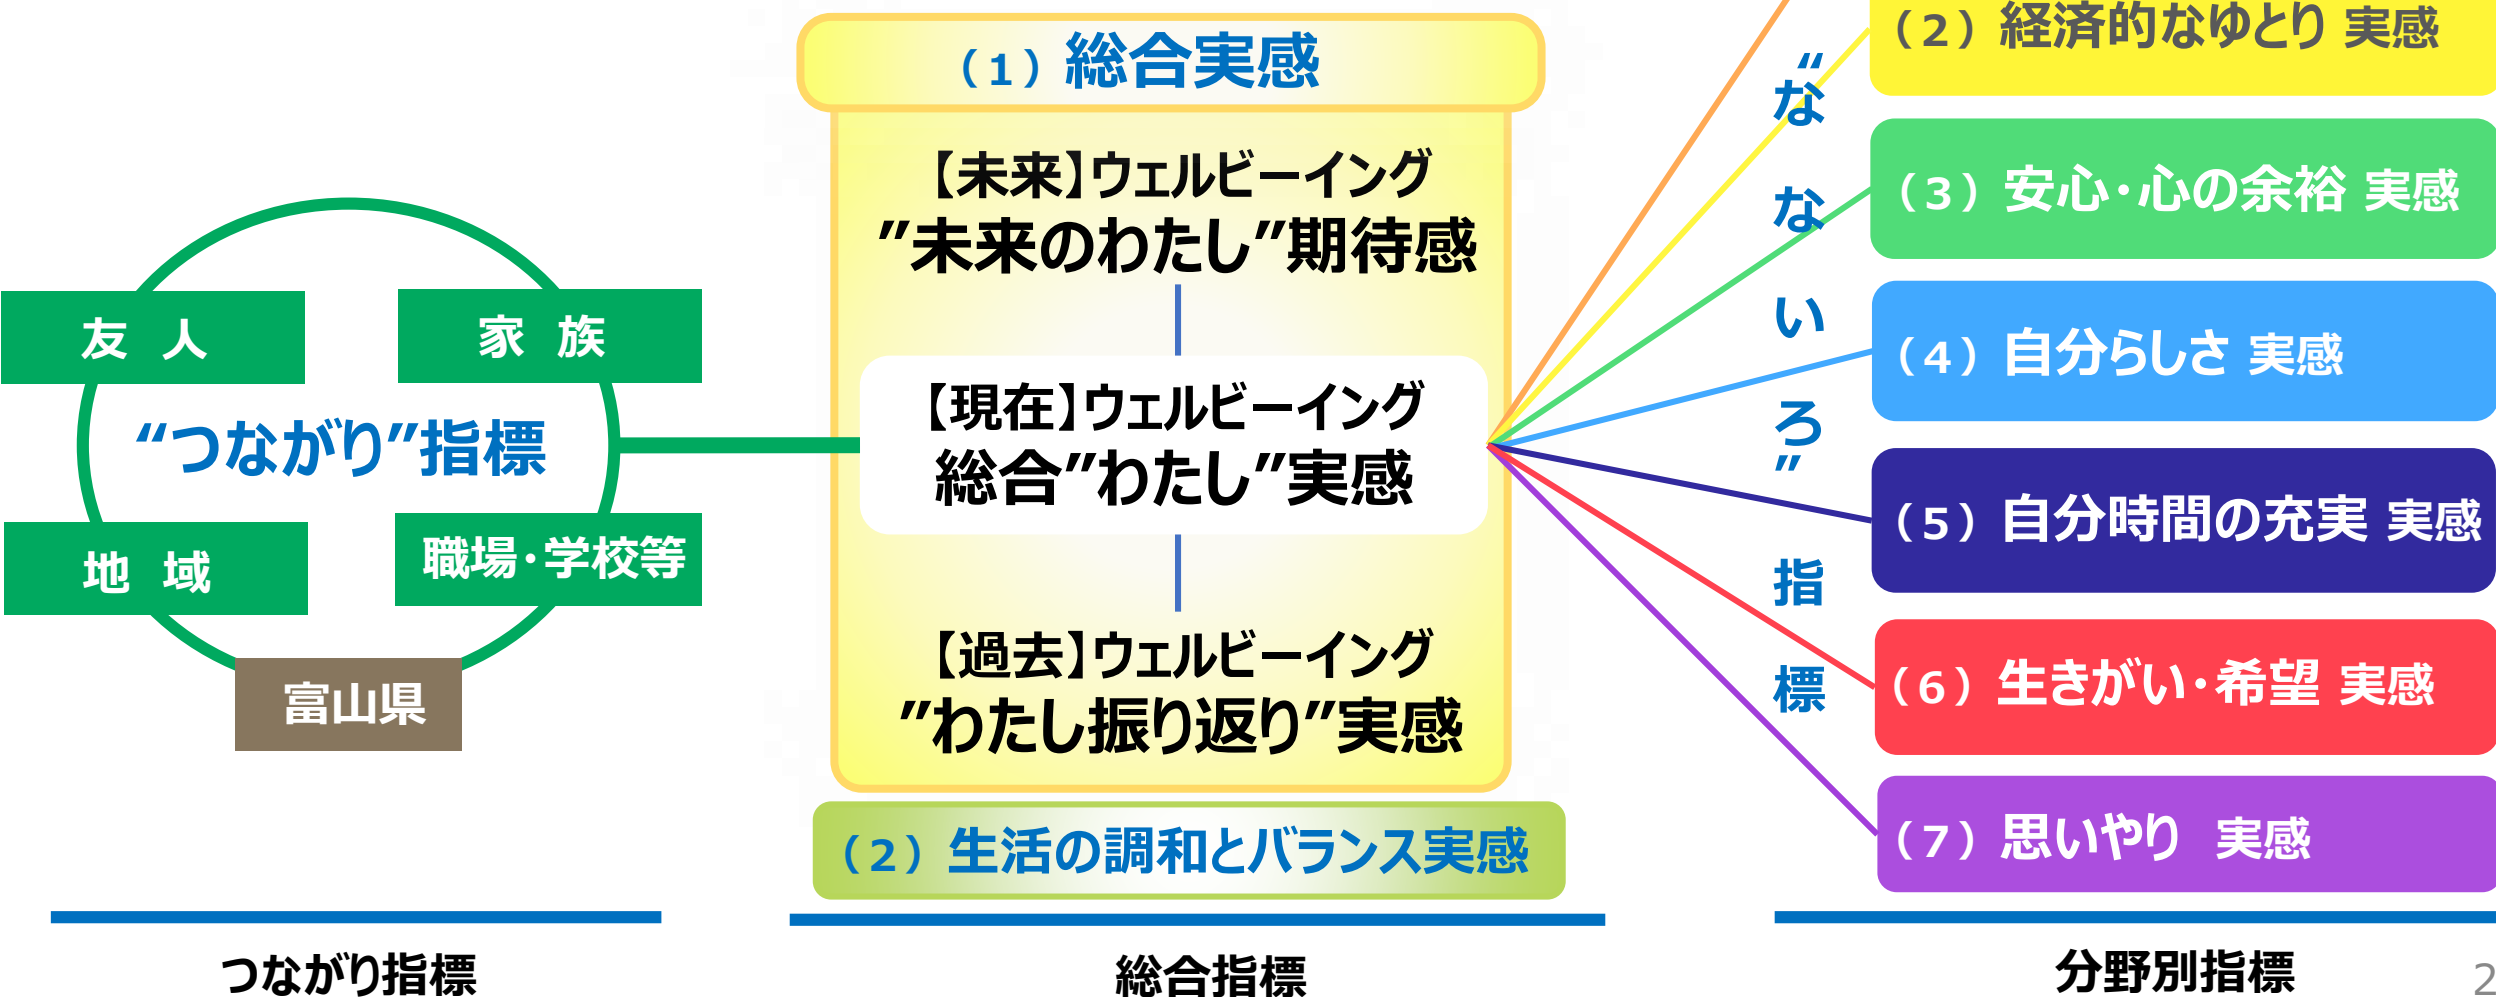 友 人
家 族
”つながり”指標
地 域
職場・学校等
富山県
つながり指標
（1）総合実感
【未来】ウェルビーイング
”未来のわたし”期待感
【現在】ウェルビーイング
総合”わたし”実感
【過去】ウェルビーイング
”わたし振り返り”実感
（2）生活の調和とバランス実感
総合指標
”なないろ”指標
（2）経済的なゆとり 実感
（3）安心・心の余裕 実感
（4）自分らしさ 実感
（5）自分時間の充実 実感
（6）生きがい・希望 実感
（7）思いやり 実感
分野別指標
2